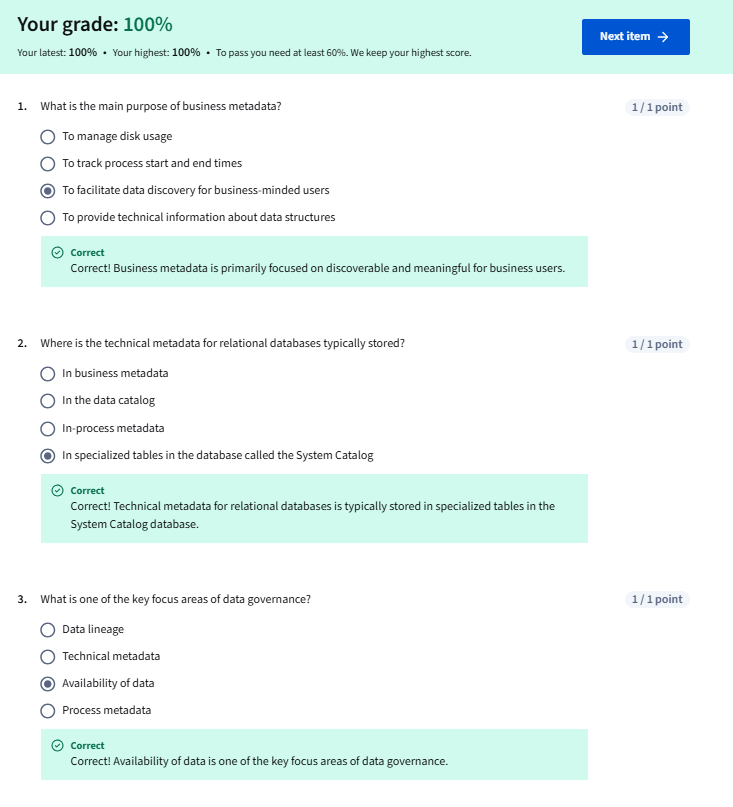 Your grade: 100%
Your latest: 100% • Your highest: 100% • To pass you need at least 60%. We keep your highest score.
Next item →
1. What is the main purpose of business metadata?
1 / 1 point
To manage disk usage
To track process start and end times
To facilitate data discovery for business-minded users
To provide technical information about data structures
Correct
Correct! Business metadata is primarily focused on discoverable and meaningful for business users.
2. Where is the technical metadata for relational databases typically stored?
1 / 1 point
In business metadata
In the data catalog
In-process metadata
In specialized tables in the database called the System Catalog
Correct
Correct! Technical metadata for relational databases is typically stored in specialized tables in the
System Catalog database.
3. What is one of the key focus areas of data governance?
1 / 1 point
Data lineage
Technical metadata
Availability of data
Process metadata
Correct
Correct! Availability of data is one of the key focus areas of data governance.